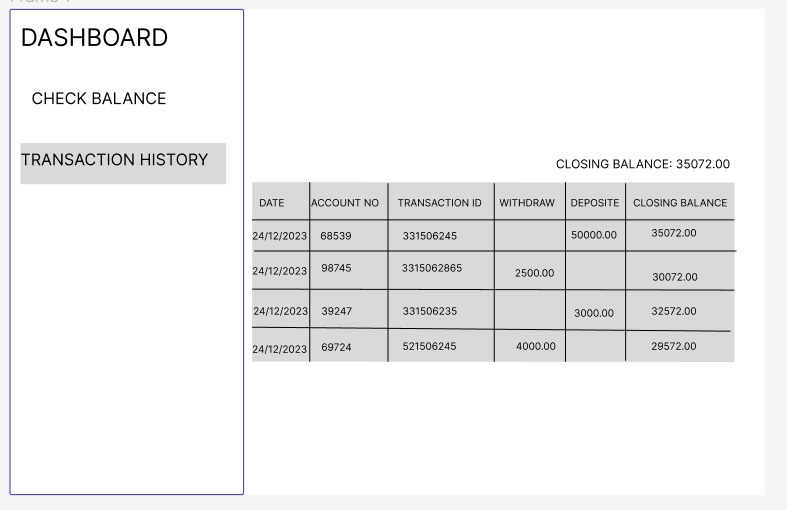 DASHBOARD
CHECK BALANCE
TRANSACTION HISTORY
CLOSING BALANCE: 35072.00
DATE ACCOUNT NO TRANSACTION ID WITHDRAW DEPOSITE CLOSING BALANCE
24/12/2023 68539 331506245 50000.00 35072.00
24/12/2023 98745 3315062865 2500.00 30072.00
24/12/2023 39247 331506235 3000.00 32572.00
24/12/2023 69724 521506245 4000.00 29572.00